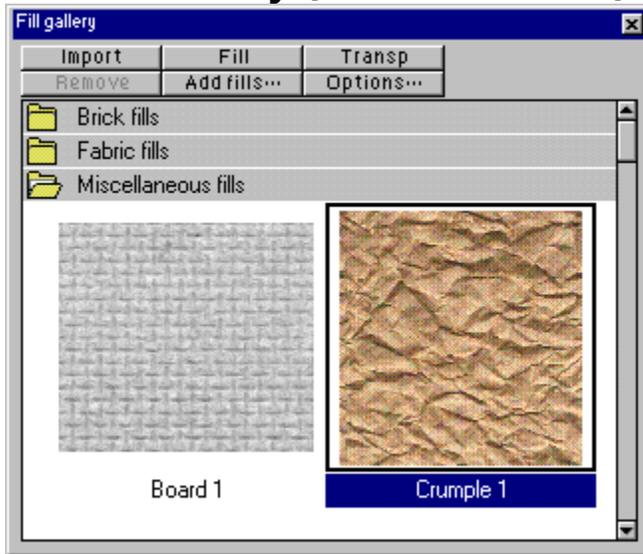 Fill gallery
Import Fill Transp
Remove Add fills... Options...
Brick fills
Fabric fills
Miscellaneous fills
Board 1 Crumple 1